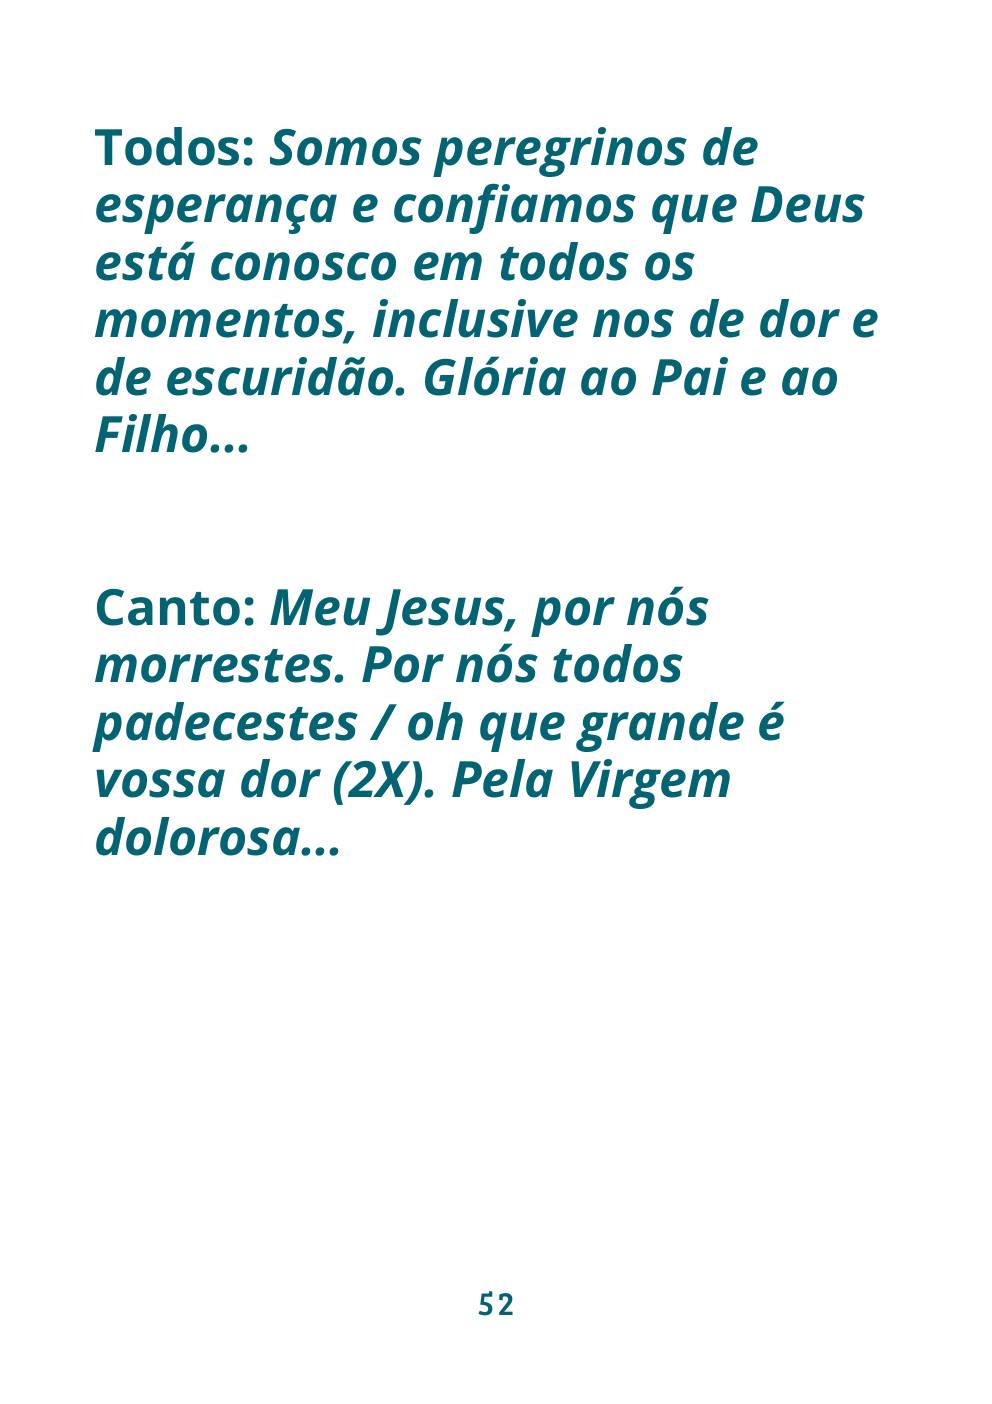 Todos: Somos peregrinos de
esperança e confiamos que Deus
está conosco em todos os
momentos, inclusive nos de dor e
de escuridão. Glória ao Pai e ao
Filho...
Canto: Meu Jesus, por nós
morrestes. Por nós todos
padecestes / oh que grande é
vossa dor (2X). Pela Virgem
dolorosa...
52